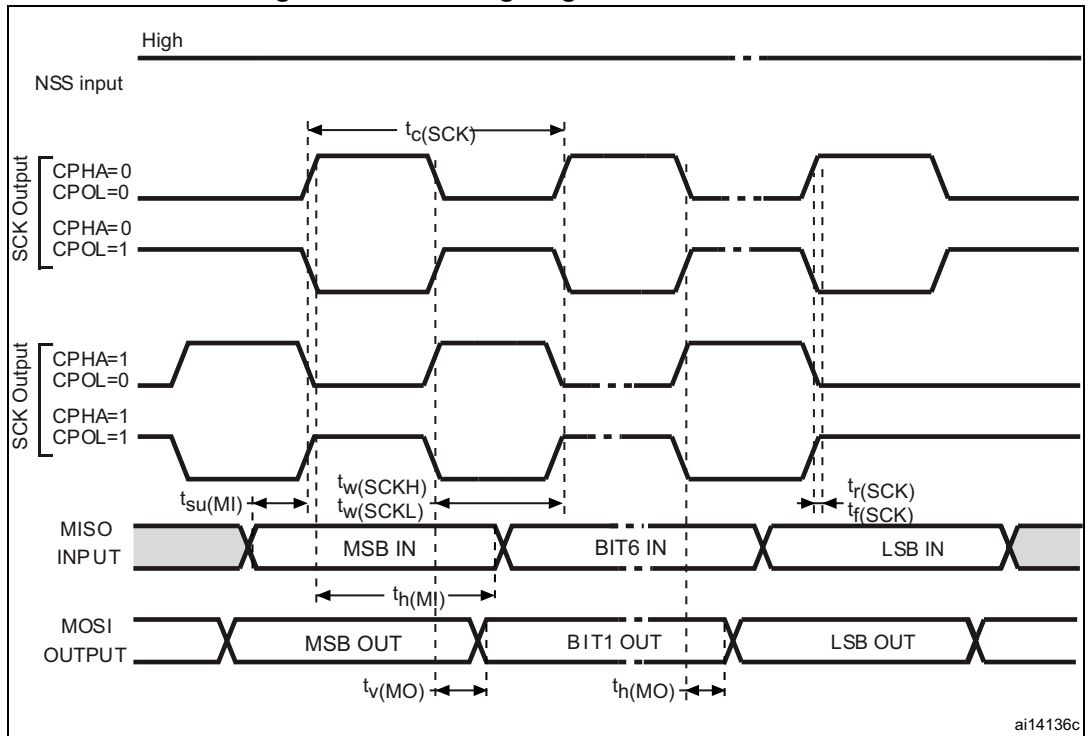 High
NSS input
tc(SCK)
SCK Output
CPHA=0
CPOL=0
CPHA=0
CPOL=1
SCK Output
CPHA=1
CPOL=0
CPHA=1
CPOL=1
tsu(MI)
tw(SCKH)
tw(SCKL)
tr(SCK)
tf(SCK)
MISO
INPUT
MSB IN
BIT6 IN
LSB IN
th(MI)
MOSI
OUTPUT
MSB OUT
BIT1 OUT
LSB OUT
tv(MO)
th(MO)
ai14136c